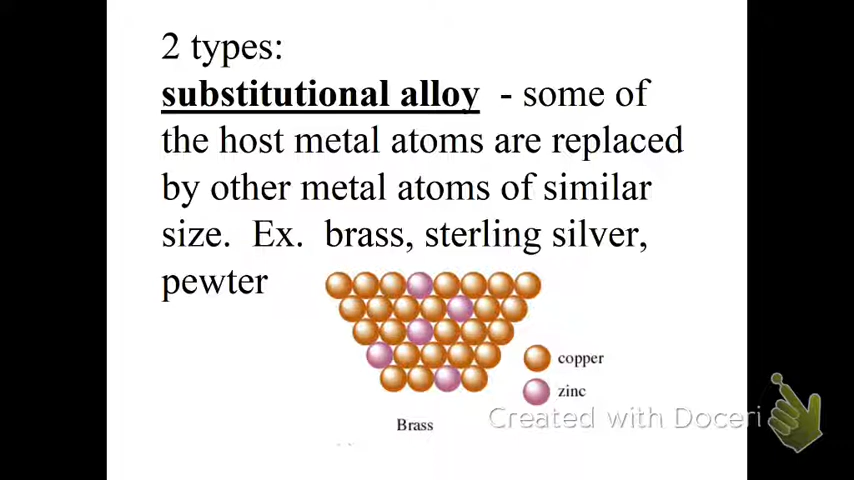 2 types:
substitutional alloy - some of
the host metal atoms are replaced
by other metal atoms of similar
size. Ex. brass, sterling silver,
pewter
copper
zinc
Brass
Created with Doceri